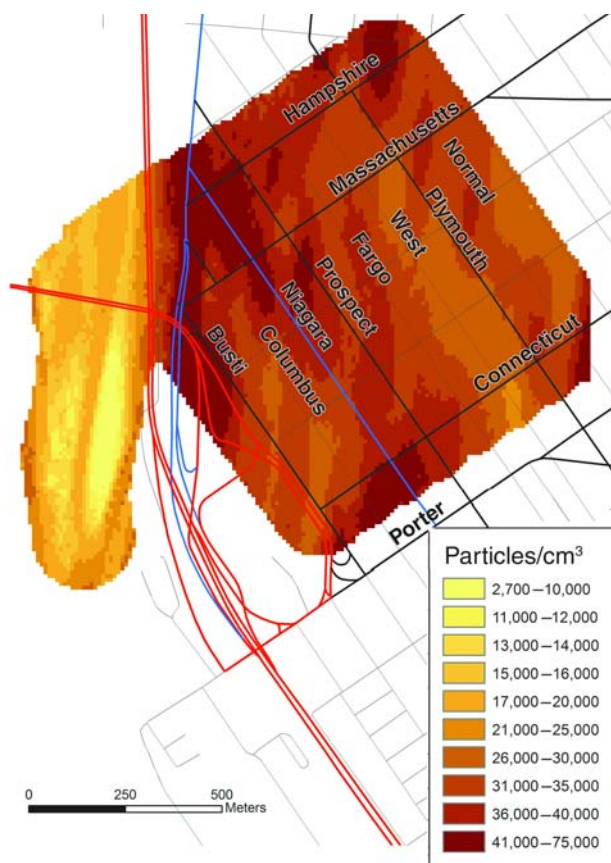 Hampshire
Massachusetts
Normal
Plymouth
West
Fargo
Prospect
Niagara
Columbus
Busti
Connecticut
Porter
Particles/cm³
2,700–10,000
11,000–12,000
13,000–14,000
15,000–16,000
17,000–20,000
21,000–25,000
26,000–30,000
31,000–35,000
36,000–40,000
41,000–75,000
0 250 500
Meters